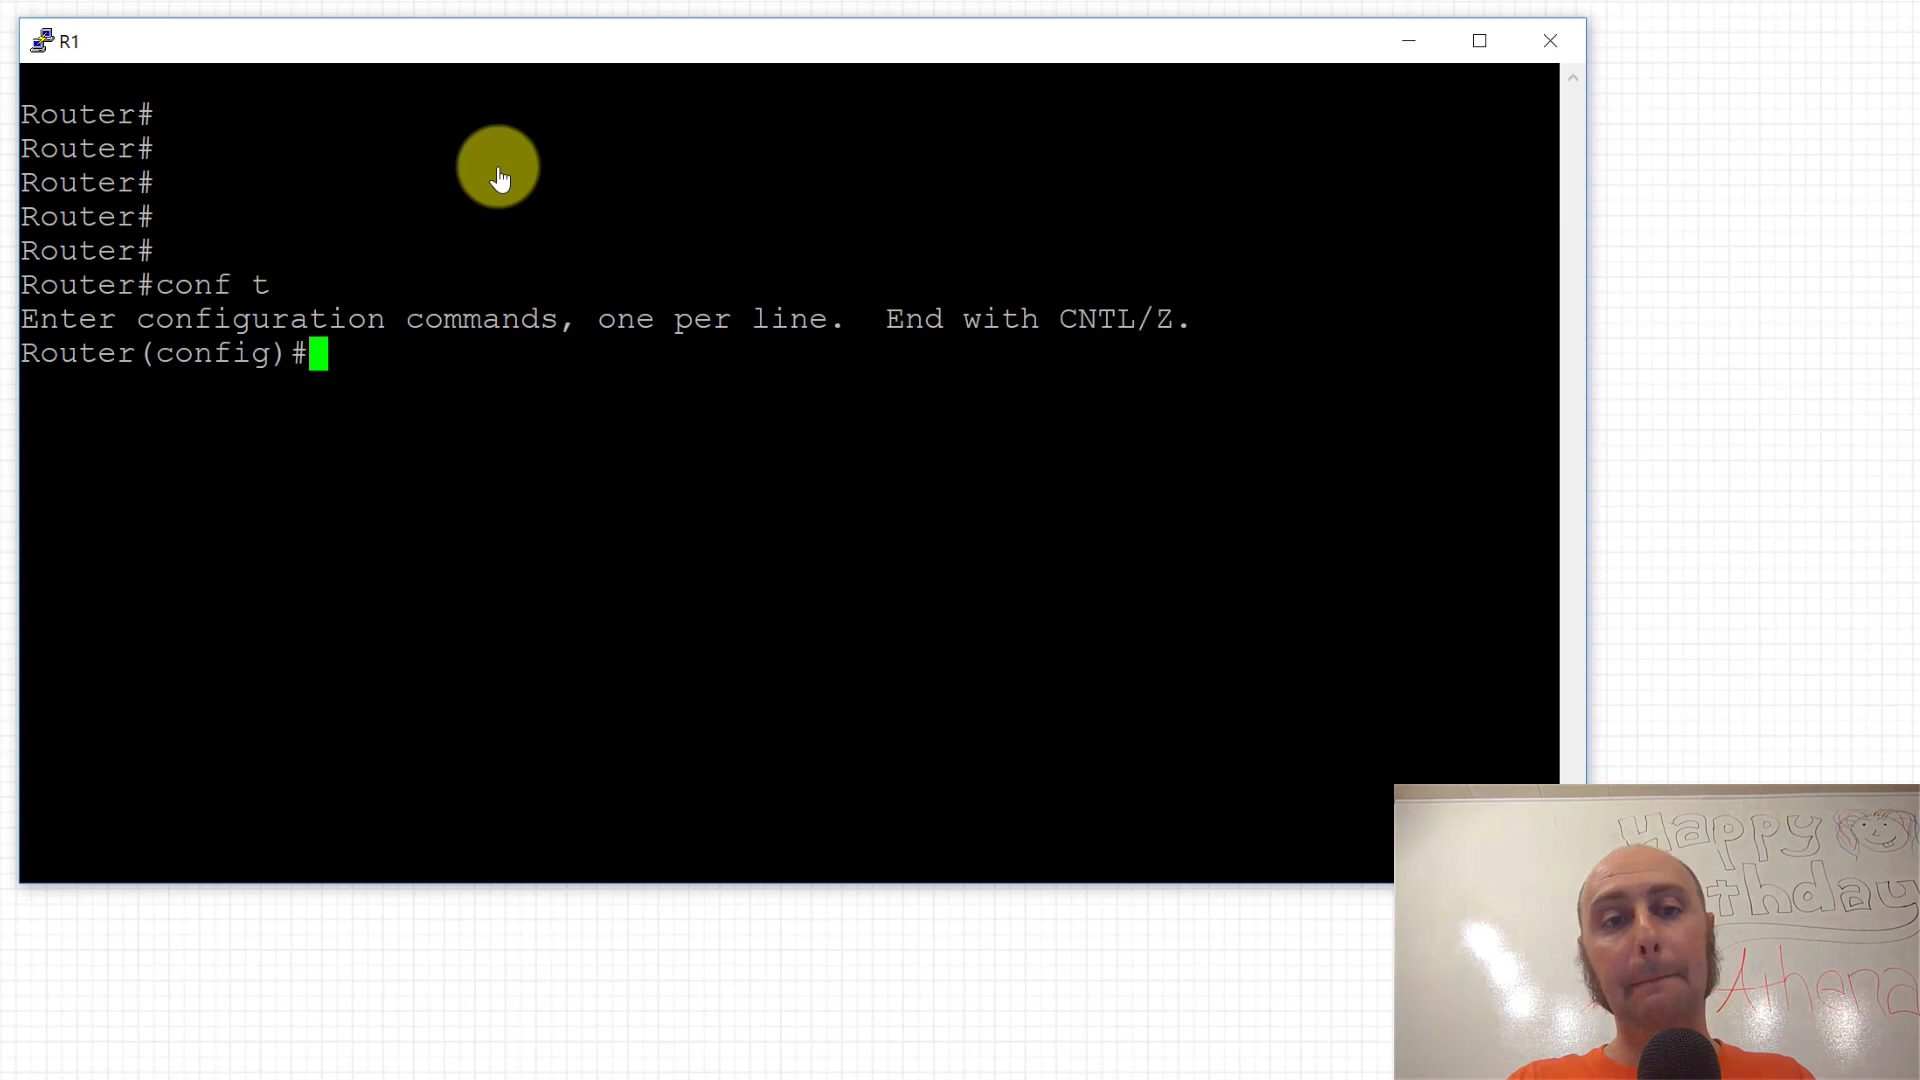 R1
Router#
Router#
Router#
Router#
Router#
Router#conf t
Enter configuration commands, one per line.  End with CNTL/Z.
Router(config)#
Happy
thday
Athena